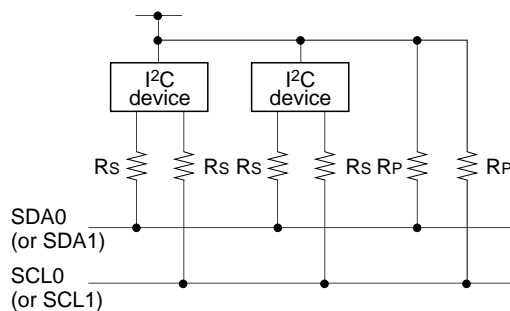 I²C
device
I²C
device
RS
RS
RS
RS
RP
RP
SDA0
(or SDA1)
SCL0
(or SCL1)